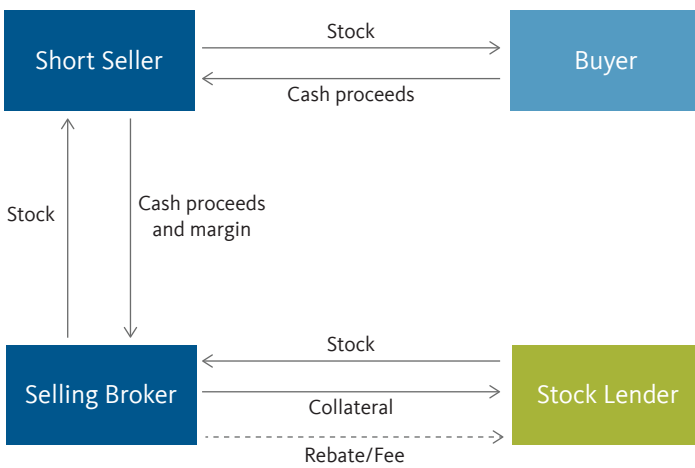 Stock
Short Seller
Buyer
Cash proceeds
Stock
Cash proceeds
and margin
Stock
Selling Broker
Stock Lender
Collateral
Rebate/Fee